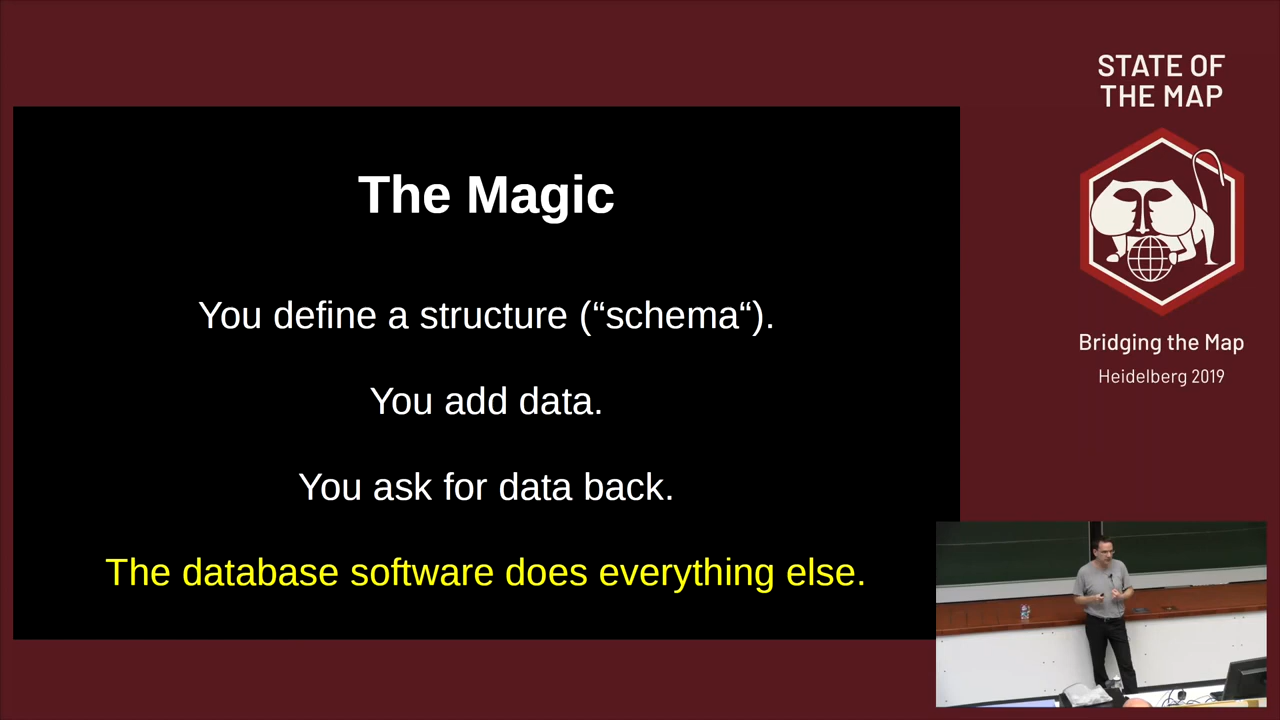 STATE OF
THE MAP
The Magic
You define a structure (“schema“).
You add data.
You ask for data back.
The database software does everything else.
Bridging the Map
Heidelberg 2019